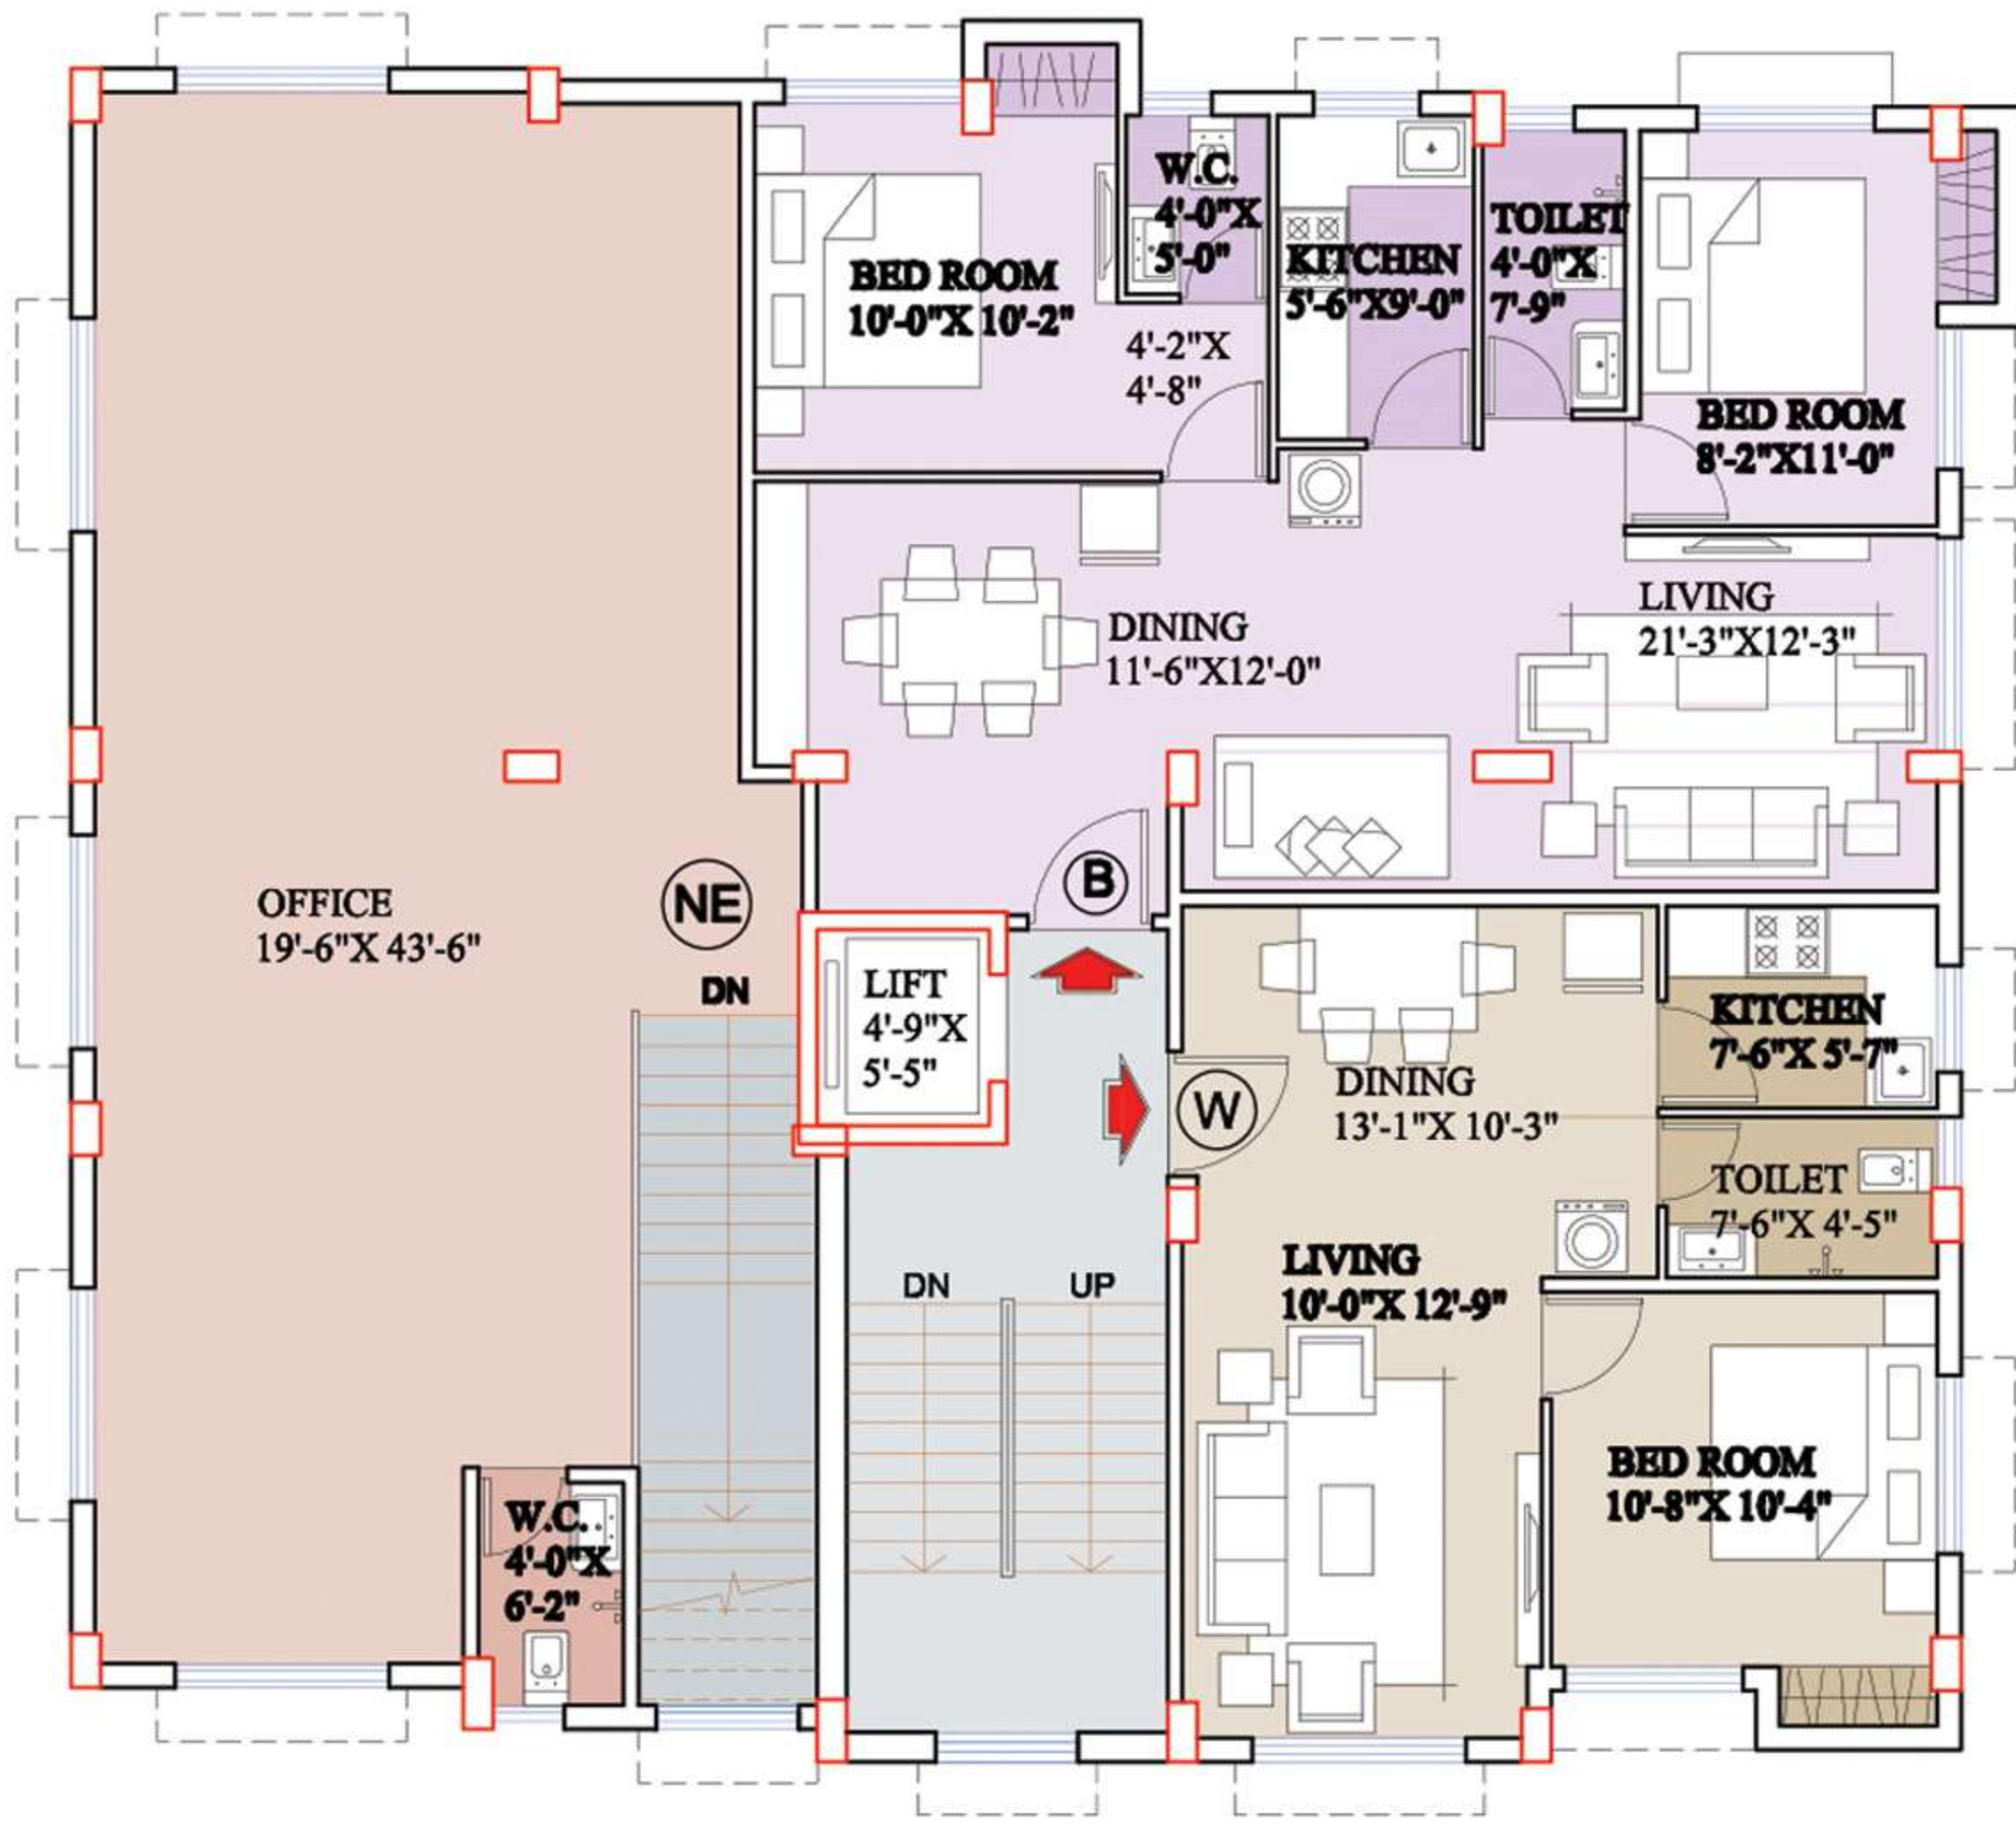 W.C.
4'-0"X
5'-0"
TOILET
4'-0"X
7'-9"
KITCHEN
5'-6"X9'-0"
BED ROOM
10'-0"X 10'-2"
4'-2"X
4'-8"
BED ROOM
8'-2"X11'-0"
LIVING
21'-3"X12'-3"
DINING
11'-6"X12'-0"
B
OFFICE
19'-6"X 43'-6"
NE
DN
LIFT
4'-9"X
5'-5"
KITCHEN
7'-6"X 5'-7"
W
DINING
13'-1"X 10'-3"
TOILET
7'-6"X 4'-5"
LIVING
10'-0"X 12'-9"
DN
UP
BED ROOM
10'-8"X 10'-4"
W.C.
4'-0"X
6'-2"